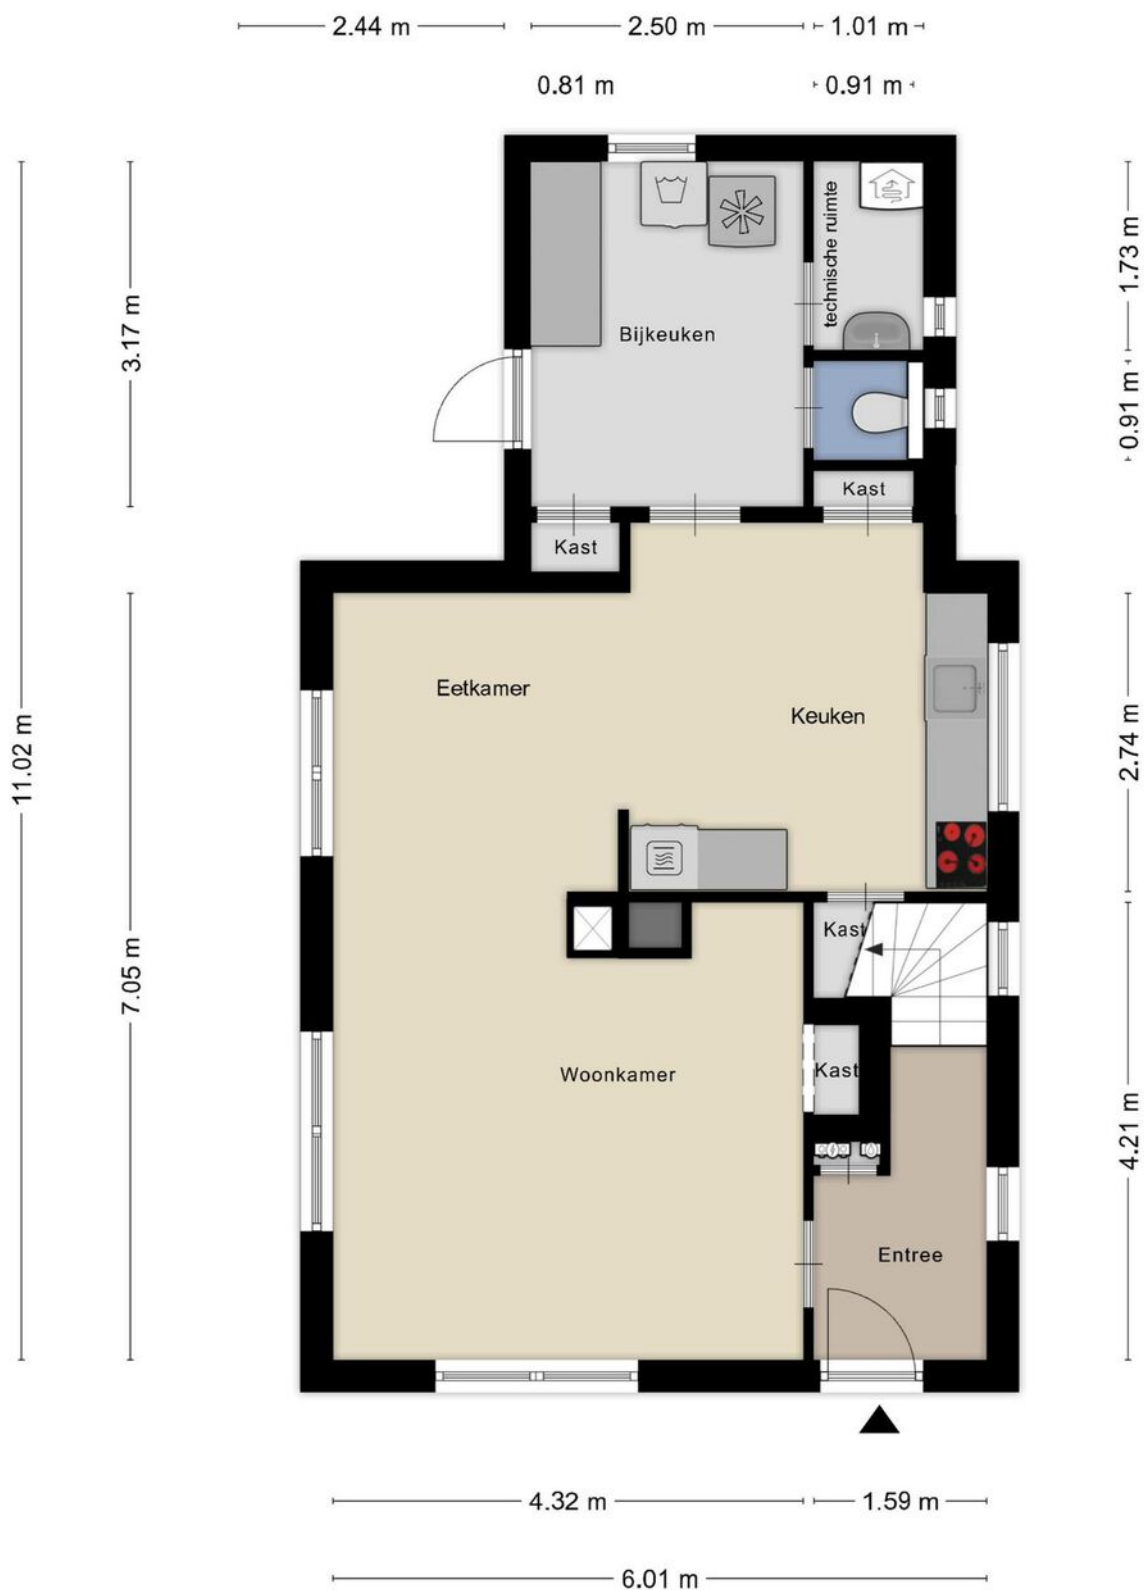 2.44 m
2.50 m
1.01 m
0.81 m
0.91 m
technische ruimte
1.73 m
3.17 m
Bijkeuken
0.91 m
Kast
Kast
Eetkamer
Keuken
11.02 m
2.74 m
Kast
7.05 m
Woonkamer
Kast
4.21 m
Entree
4.32 m
1.59 m
6.01 m